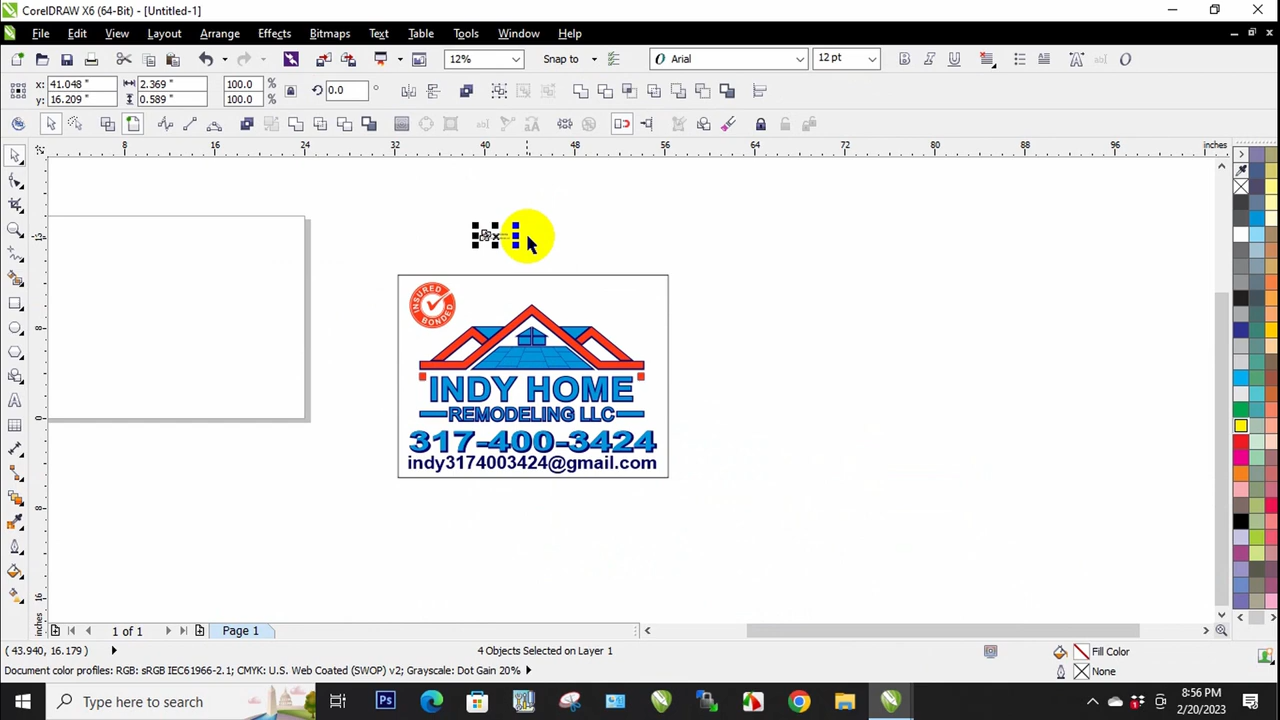 CorelDRAW X6 (64-Bit) - [Untitled-1]
File Edit View Layout Arrange Effects Bitmaps Text Table Tools Window Help
12% Snap to Arial 12 pt
x: 41.048 " 2.369 " 100.0 % 0.0
y: 16.209 " 0.589 " 100.0 %
8 16 24 32 40 48 56 64 72 80 88 96 inches
INSURED
BONDED
INDY HOME
REMODELING LLC
317-400-3424
indy3174003424@gmail.com
1 of 1 Page 1
( 43.940, 16.179 ) 4 Objects Selected on Layer 1 Fill Color
Document color profiles: RGB: sRGB IEC61966-2.1; CMYK: U.S. Web Coated (SWOP) v2; Grayscale: Dot Gain 20% None
Type here to search Ps 8:56 PM
2/20/2023